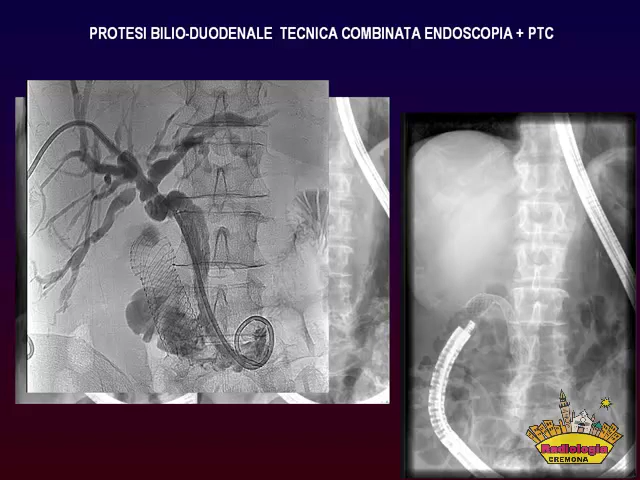 PROTESI BILIO-DUODENALE TECNICA COMBINATA ENDOSCOPIA + PTC
Radiologia
CREMONA